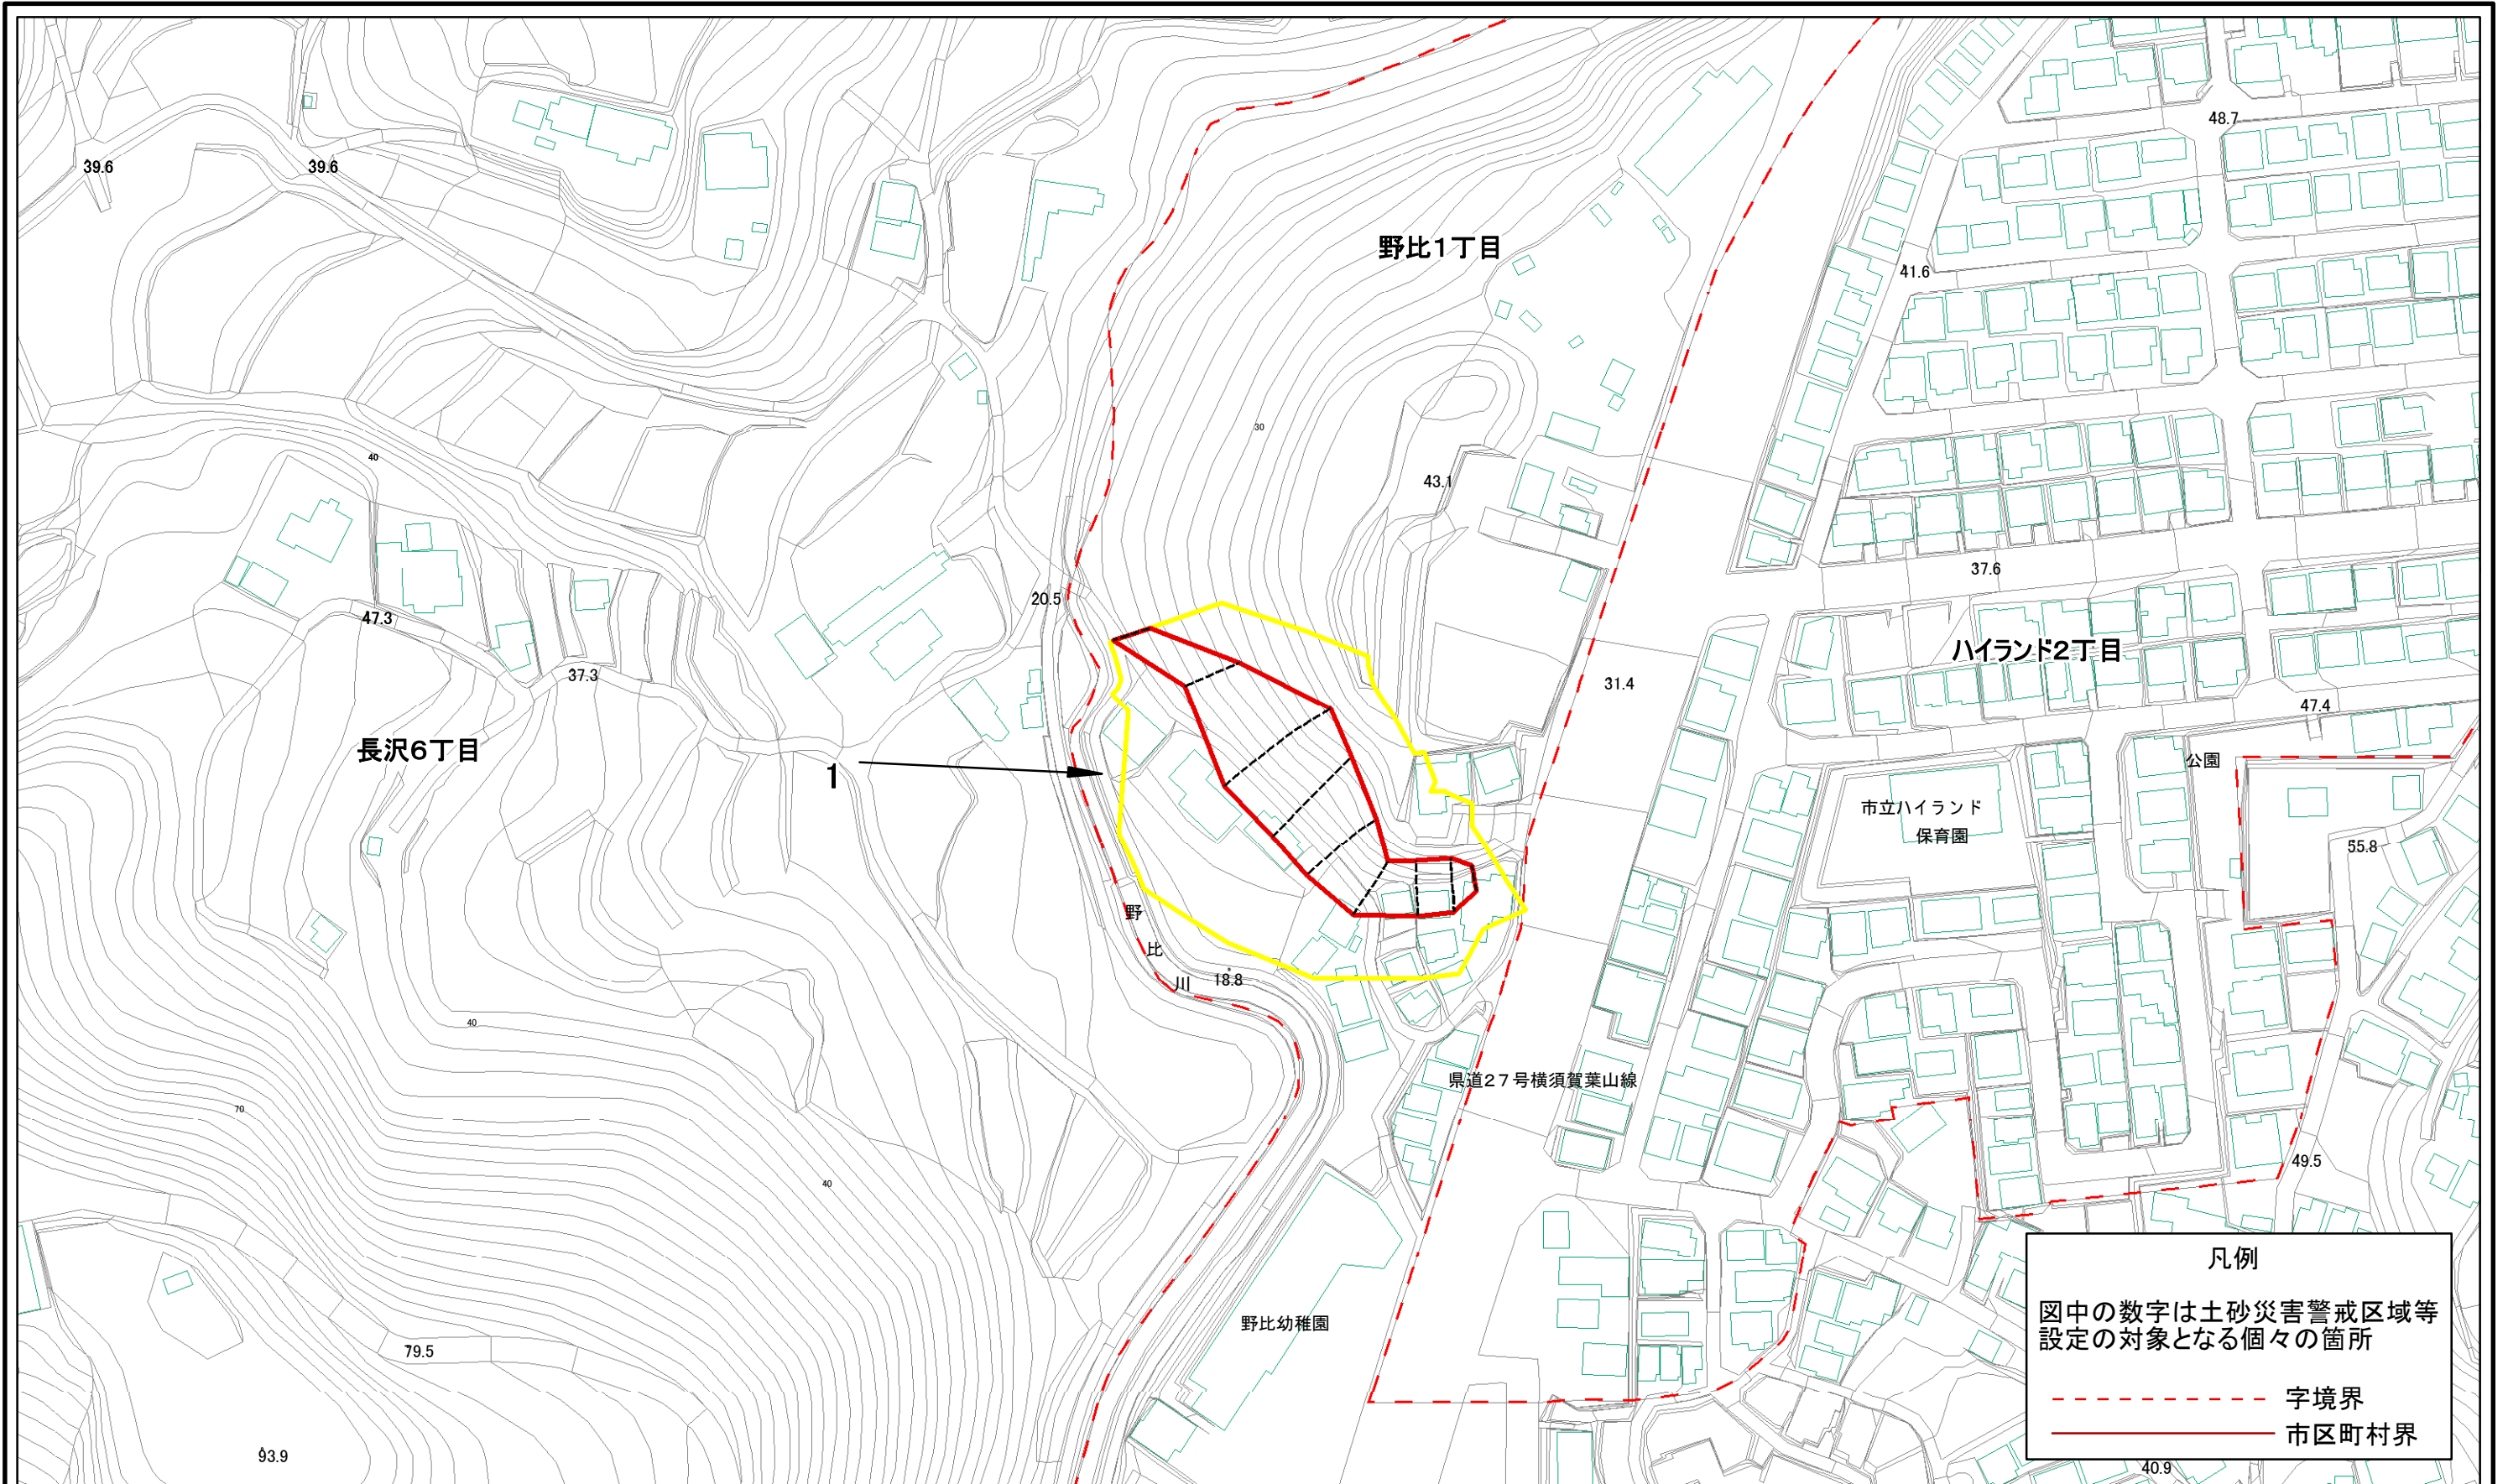 48.7
39.6
39.6
野比1丁目
41.6
30
40
43.1
37.6
20.5
47.3
ハイランド2丁目
37.3
31.4
47.4
長沢6丁目
公園
1
市立ハイランド
保育園
55.8
野
比
川
18.8
40
県道27号横須賀葉山線
70
49.5
40
野比幼稚園
79.5
93.9
凡例
図中の数字は土砂災害警戒区域等
設定の対象となる個々の箇所
字境界
市区町村界
40.9